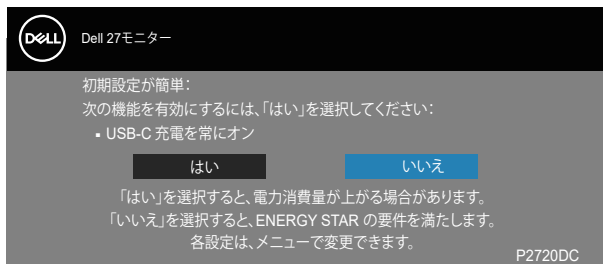 DELL
Dell 27モニター
初期設定が簡単：
次の機能を有効にするには、「はい」を選択してください：
▪ USB-C 充電を常にオン
はい
いいえ
「はい」を選択すると、電力消費量が上がる場合があります。
「いいえ」を選択すると、ENERGY STAR の要件を満たします。
各設定は、メニューで変更できます。
P2720DC